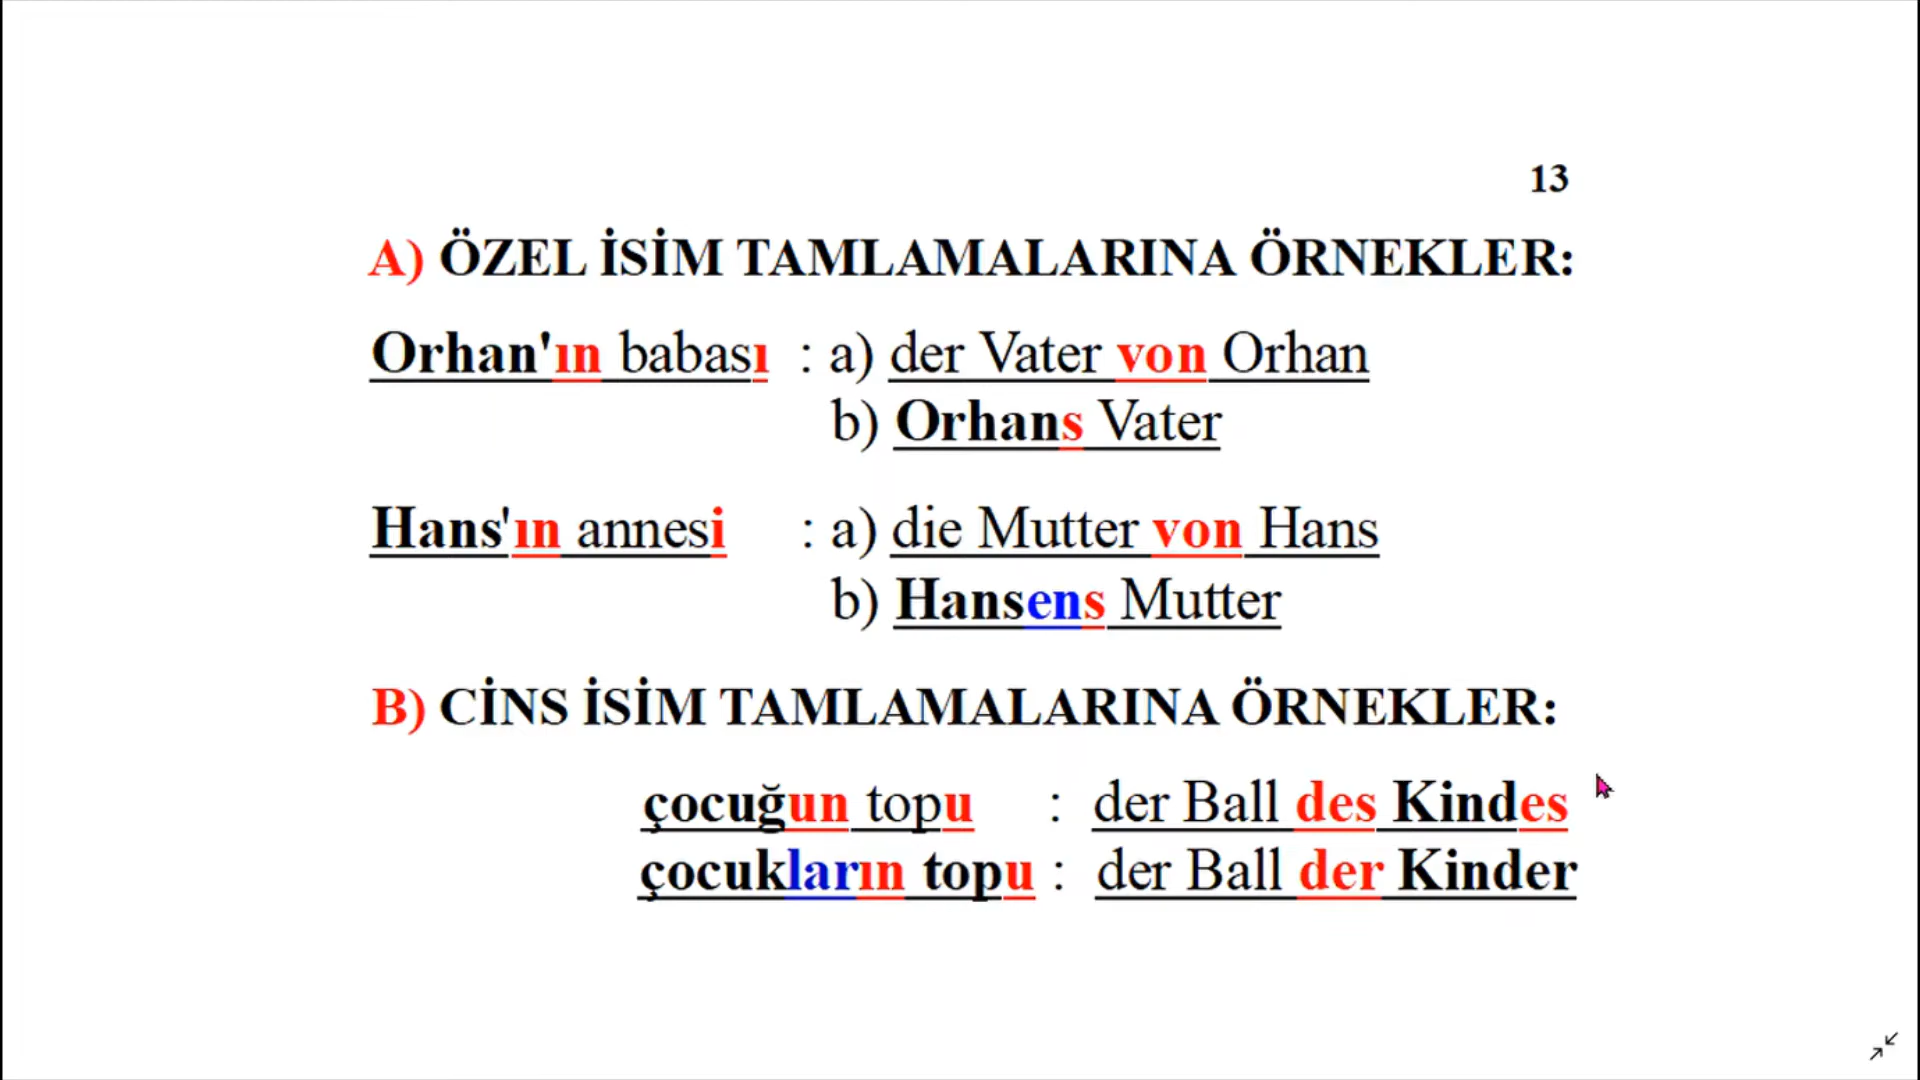 13
A) ÖZEL İSİM TAMLAMALARINA ÖRNEKLER:
Orhan'ın babası : a) der Vater von Orhan
b) Orhans Vater
Hans'ın annesi : a) die Mutter von Hans
b) Hansens Mutter
B) CİNS İSİM TAMLAMALARINA ÖRNEKLER:
çocuğun topu : der Ball des Kindes
çocukların topu : der Ball der Kinder